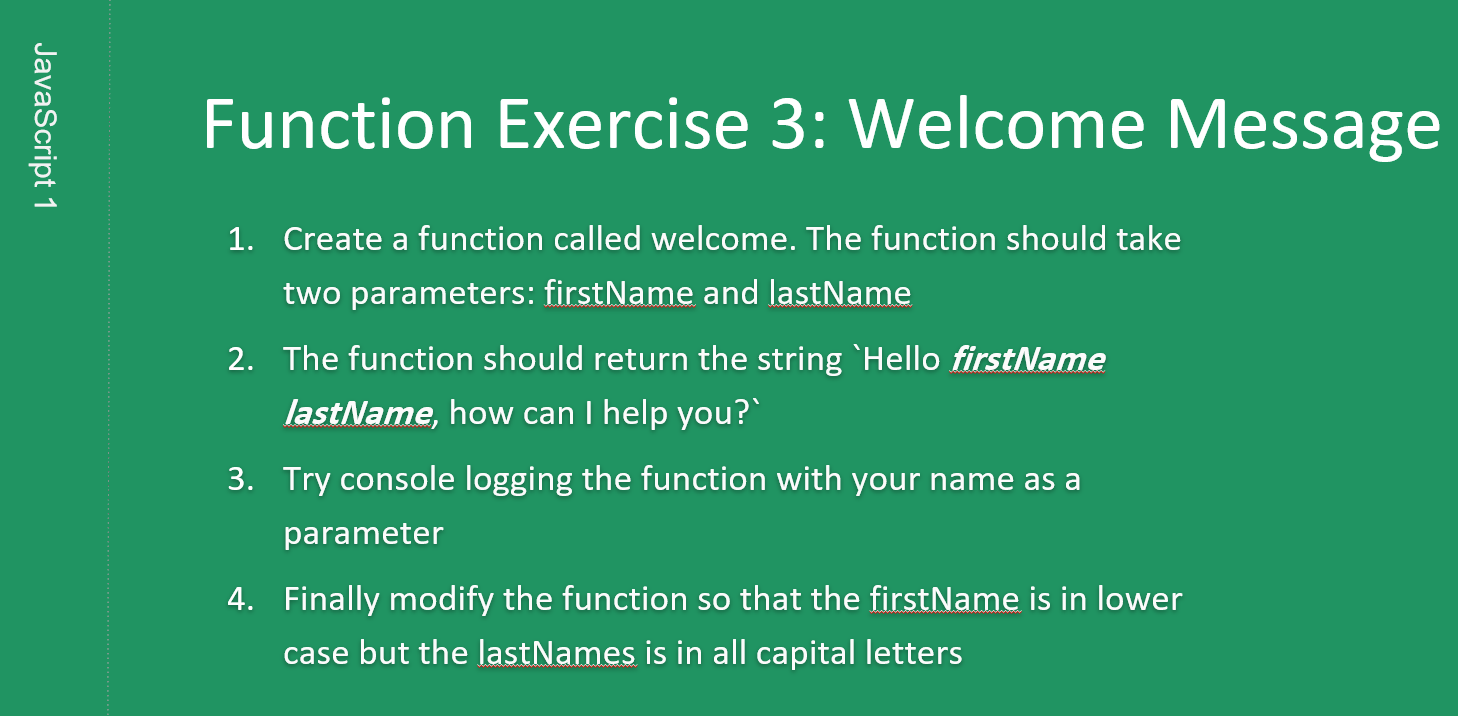 JavaScript 1
Function Exercise 3: Welcome Message
1. Create a function called welcome. The function should take
two parameters: firstName and lastName
2. The function should return the string `Hello firstName
lastName, how can I help you?`
3. Try console logging the function with your name as a
parameter
4. Finally modify the function so that the firstName is in lower
case but the lastNames is in all capital letters